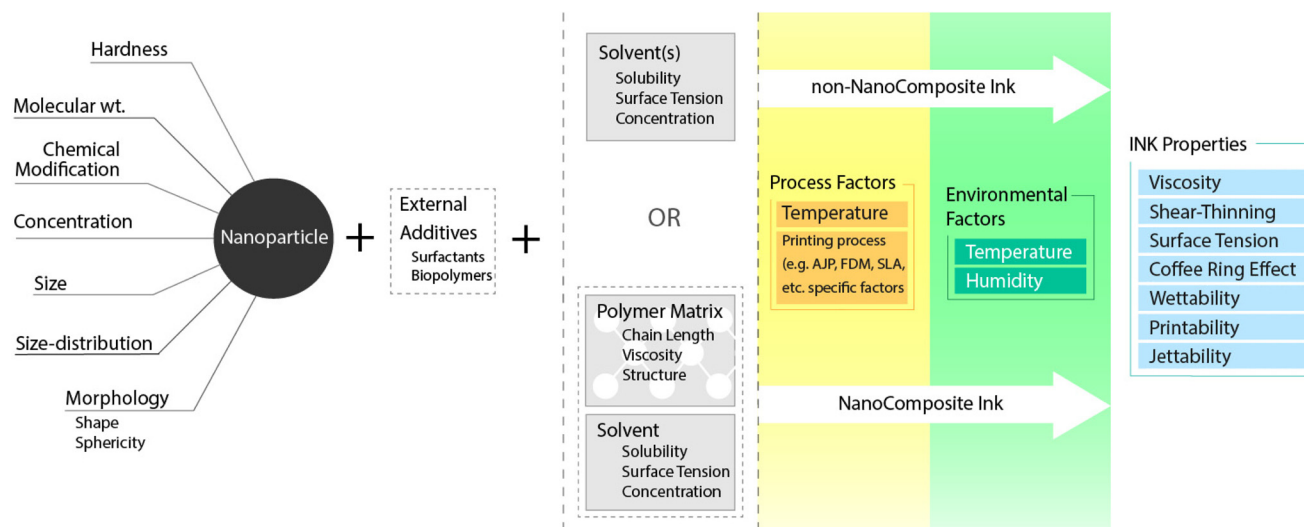 Hardness
Molecular wt.
Chemical
Modification
Concentration
Size
Size-distribution
Morphology
Shape
Sphericity
Nanoparticle
+
External
Additives
Surfactants
Biopolymers
+
Solvent(s)
Solubility
Surface Tension
Concentration
OR
Polymer Matrix
Chain Length
Viscosity
Structure
Solvent
Solubility
Surface Tension
Concentration
non-NanoComposite Ink
Process Factors
Temperature
Printing process
(e.g. AJP, FDM, SLA,
etc. specific factors
Environmental
Factors
Temperature
Humidity
NanoComposite Ink
INK Properties
Viscosity
Shear-Thinning
Surface Tension
Coffee Ring Effect
Wettability
Printability
Jettability